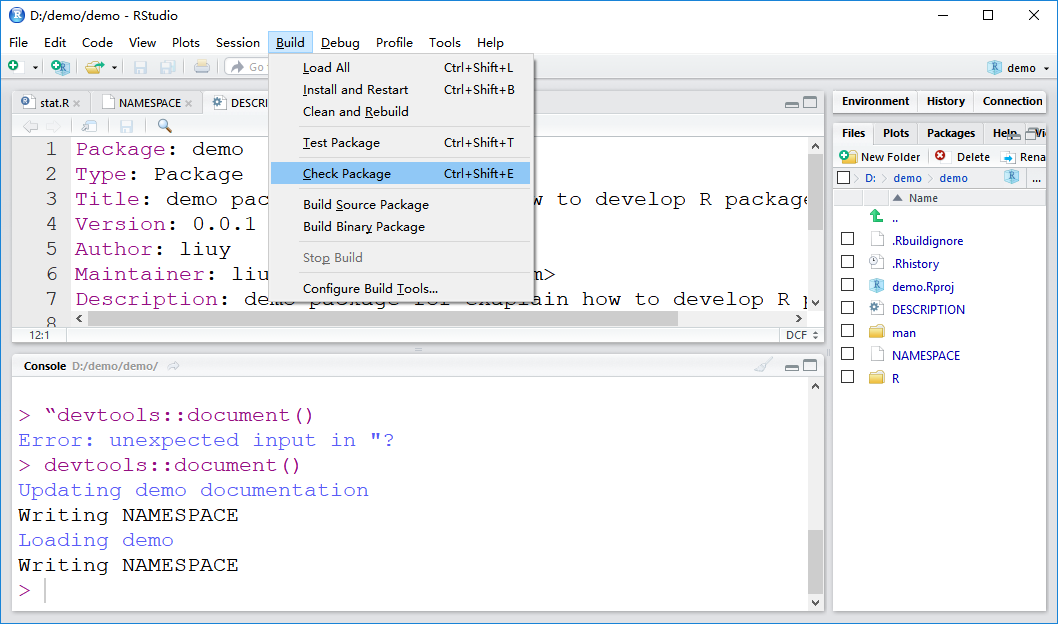 D:/demo/demo - RStudio
File Edit Code View Plots Session Build Debug Profile Tools Help
Go
demo
Load All Ctrl+Shift+L
Install and Restart Ctrl+Shift+B
Clean and Rebuild
Test Package Ctrl+Shift+T
Check Package Ctrl+Shift+E
Build Source Package
Build Binary Package
Stop Build
Configure Build Tools...
stat.R NAMESPACE DESCRI
1 Package: demo
2 Type: Package
3 Title: demo pac w to develop R package
4 Version: 0.0.1
5 Author: liuy
6 Maintainer: liu m>
7 Description: demo package for exaplain how to develop R p
8
12:1 DCF
Console D:/demo/demo/
> “devtools::document()
Error: unexpected input in "?
> devtools::document()
Updating demo documentation
Writing NAMESPACE
Loading demo
Writing NAMESPACE
>
Environment History Connection
Files Plots Packages Help Vi
New Folder Delete Rena
D: demo demo ...
Name
..
.Rbuildignore
.Rhistory
demo.Rproj
DESCRIPTION
man
NAMESPACE
R